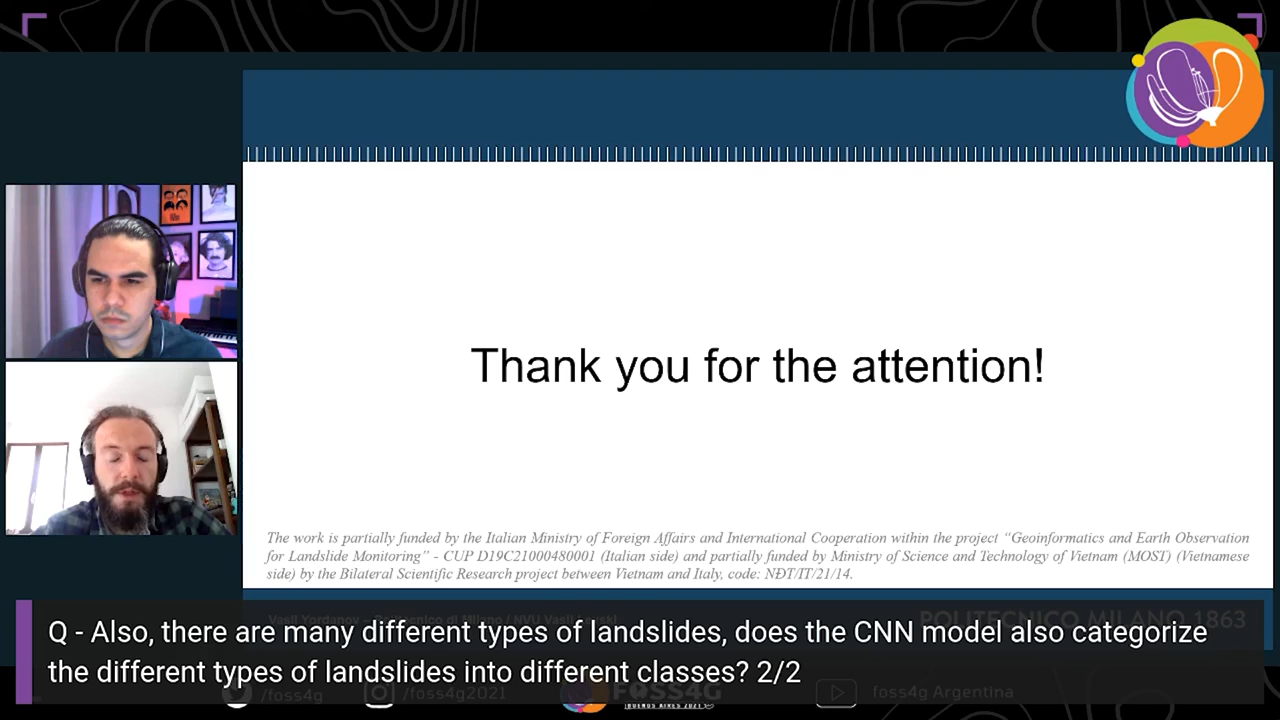 Thank you for the attention!
The work is partially funded by the Italian Ministry of Foreign Affairs and International Cooperation within the project “Geoinformatics and Earth Observation
for Landslide Monitoring” - CUP D19C21000480001 (Italian side) and partially funded by Ministry of Science and Technology of Vietnam (MOST) (Vietnamese
side) by the Bilateral Scientific Research project between Vietnam and Italy, code: NĐT/IT/21/14.
POLITECNICO MILANO 1863
Q - Also, there are many different types of landslides, does the CNN model also categorize
the different types of landslides into different classes? 2/2
/foss4g
/foss4g2021
FOSS4G
BUENOS AIRES 2021
foss4g Argentina